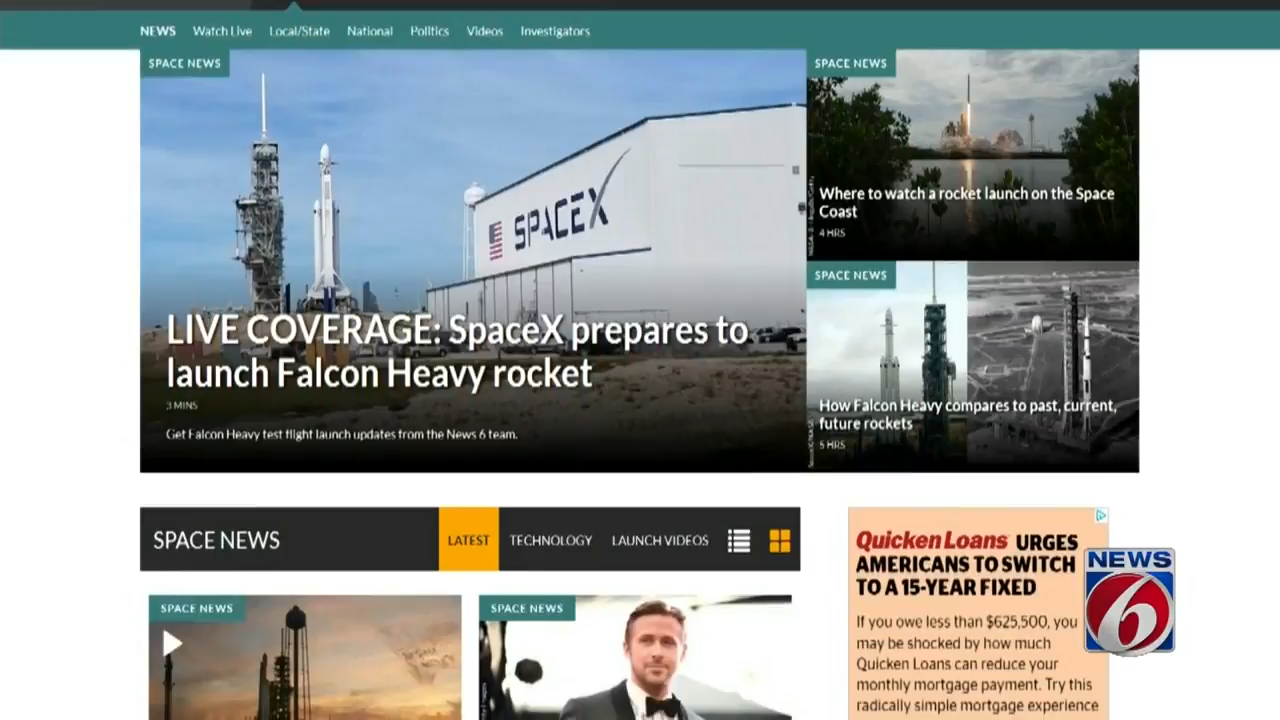 NEWS Watch Live Local/State National Politics Videos Investigators
SPACE NEWS
SPACEX
LIVE COVERAGE: SpaceX prepares to
launch Falcon Heavy rocket
3 MINS
Get Falcon Heavy test flight launch updates from the News 6 team.
SPACE NEWS
Where to watch a rocket launch on the Space
Coast
4 HRS
SPACE NEWS
How Falcon Heavy compares to past, current,
future rockets
5 HRS
SPACE NEWS LATEST TECHNOLOGY LAUNCH VIDEOS
SPACE NEWS
SPACE NEWS
Quicken Loans URGES
AMERICANS TO SWITCH
TO A 15-YEAR FIXED
If you owe less than $625,500, you
may be shocked by how much
Quicken Loans can reduce your
monthly mortgage payment. Try this
radically simple mortgage experience
NEWS
6